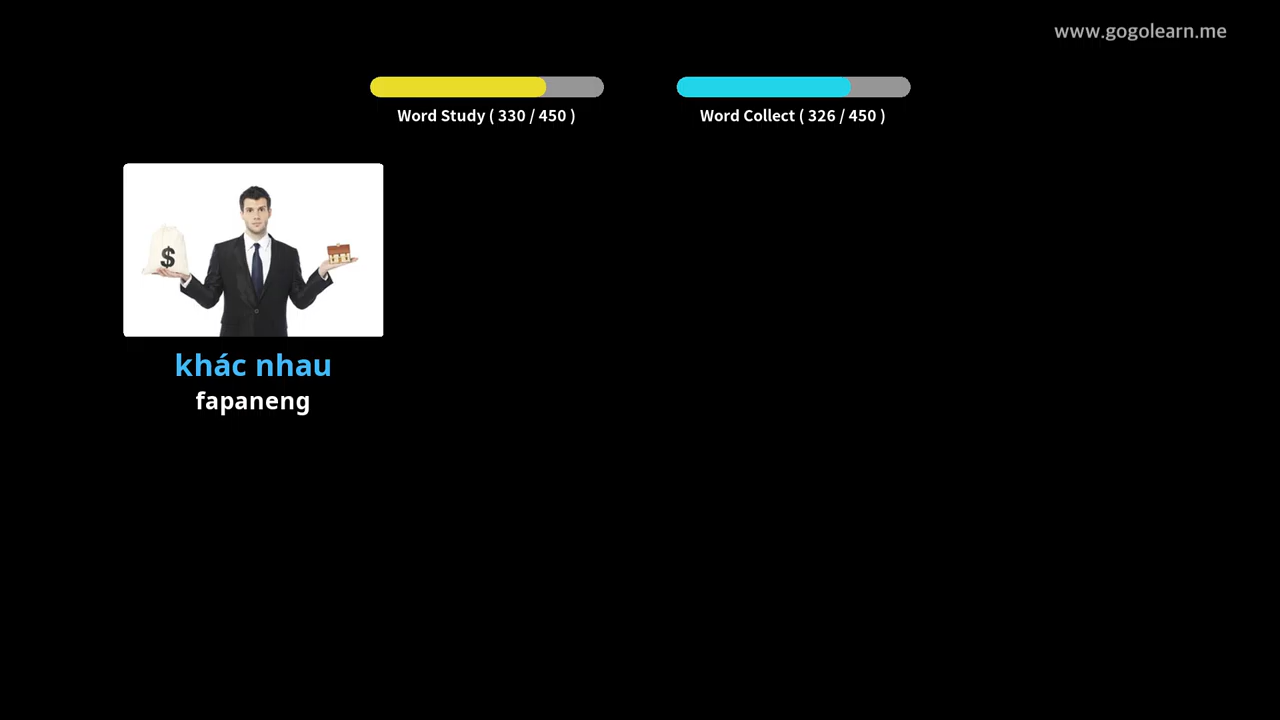 www.gogolearn.me
Word Study ( 330 / 450 )
Word Collect ( 326 / 450 )
$
khác nhau
fapaneng